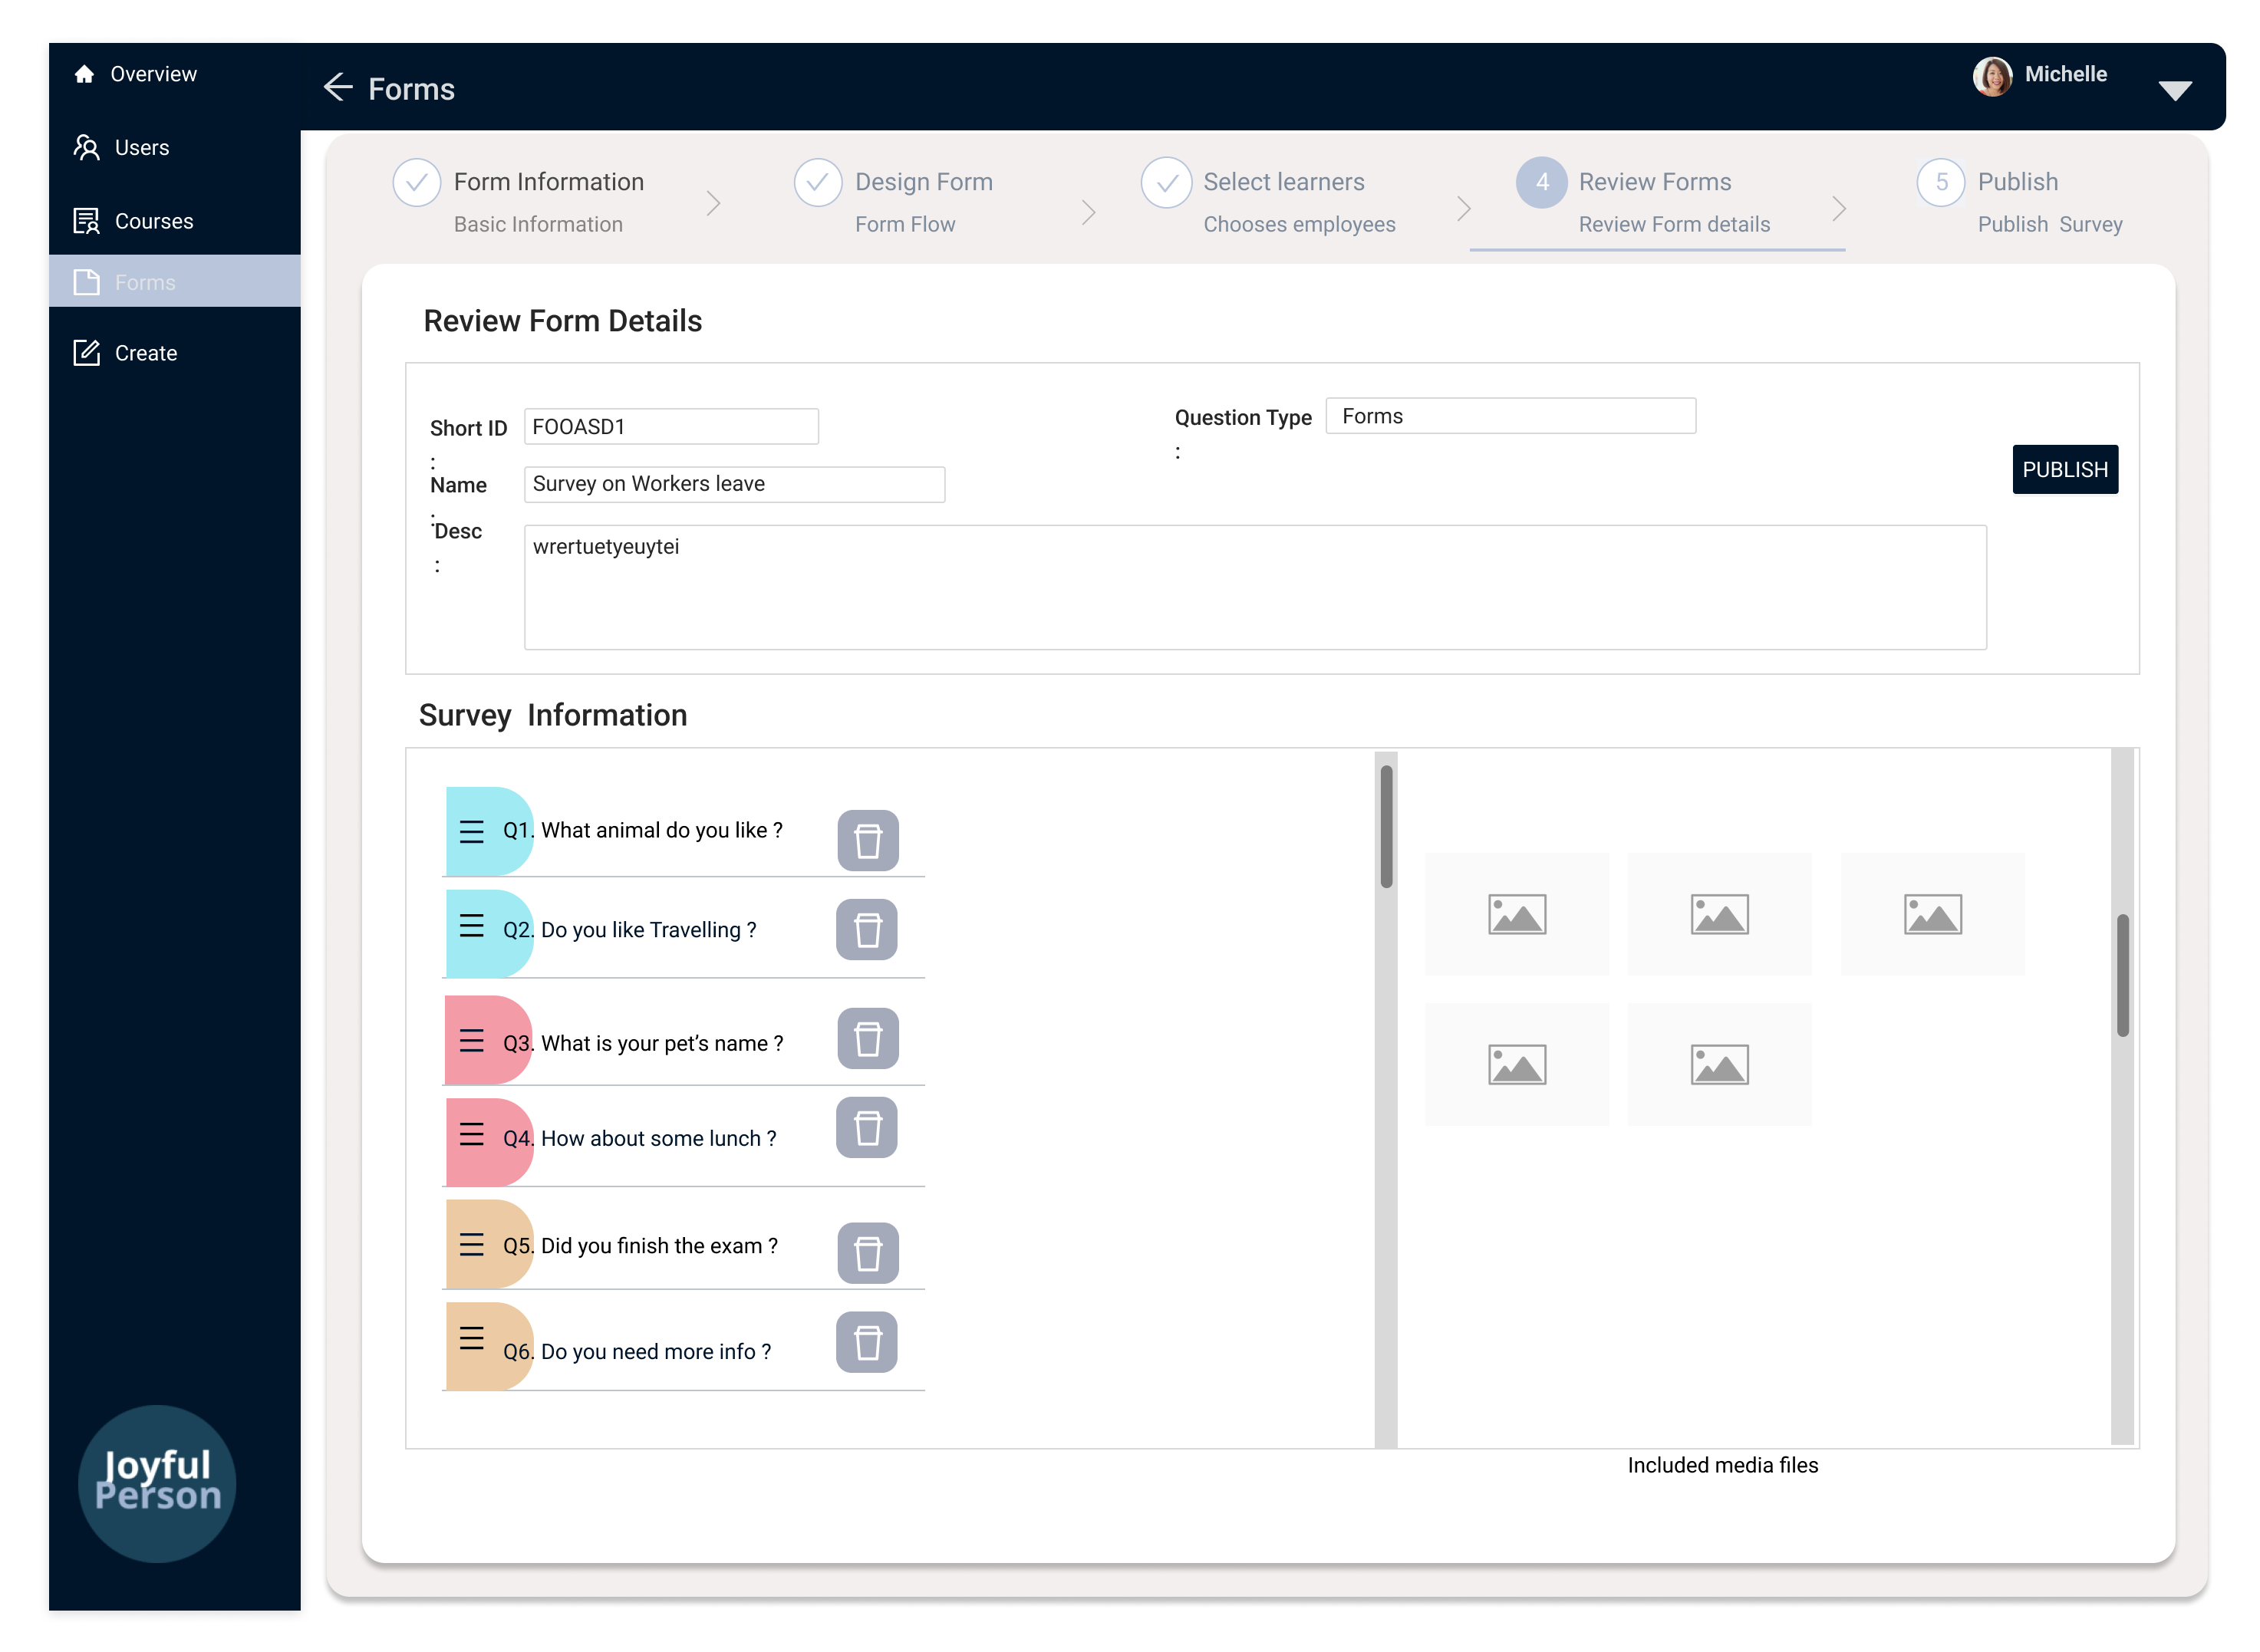 Overview
Users
Courses
Forms
Create
Joyful
Person
Forms
Michelle
Form Information
Basic Information
Design Form
Form Flow
Select learners
Chooses employees
4
Review Forms
Review Form details
5
Publish
Publish Survey
Review Form Details
Short ID
:
FOOASD1
Question Type
:
Forms
Name
:
Survey on Workers leave
PUBLISH
Desc
:
wrertuetyeuytei
Survey Information
Q1. What animal do you like ?
Q2. Do you like Travelling ?
Q3. What is your pet’s name ?
Q4. How about some lunch ?
Q5. Did you finish the exam ?
Q6. Do you need more info ?
Included media files